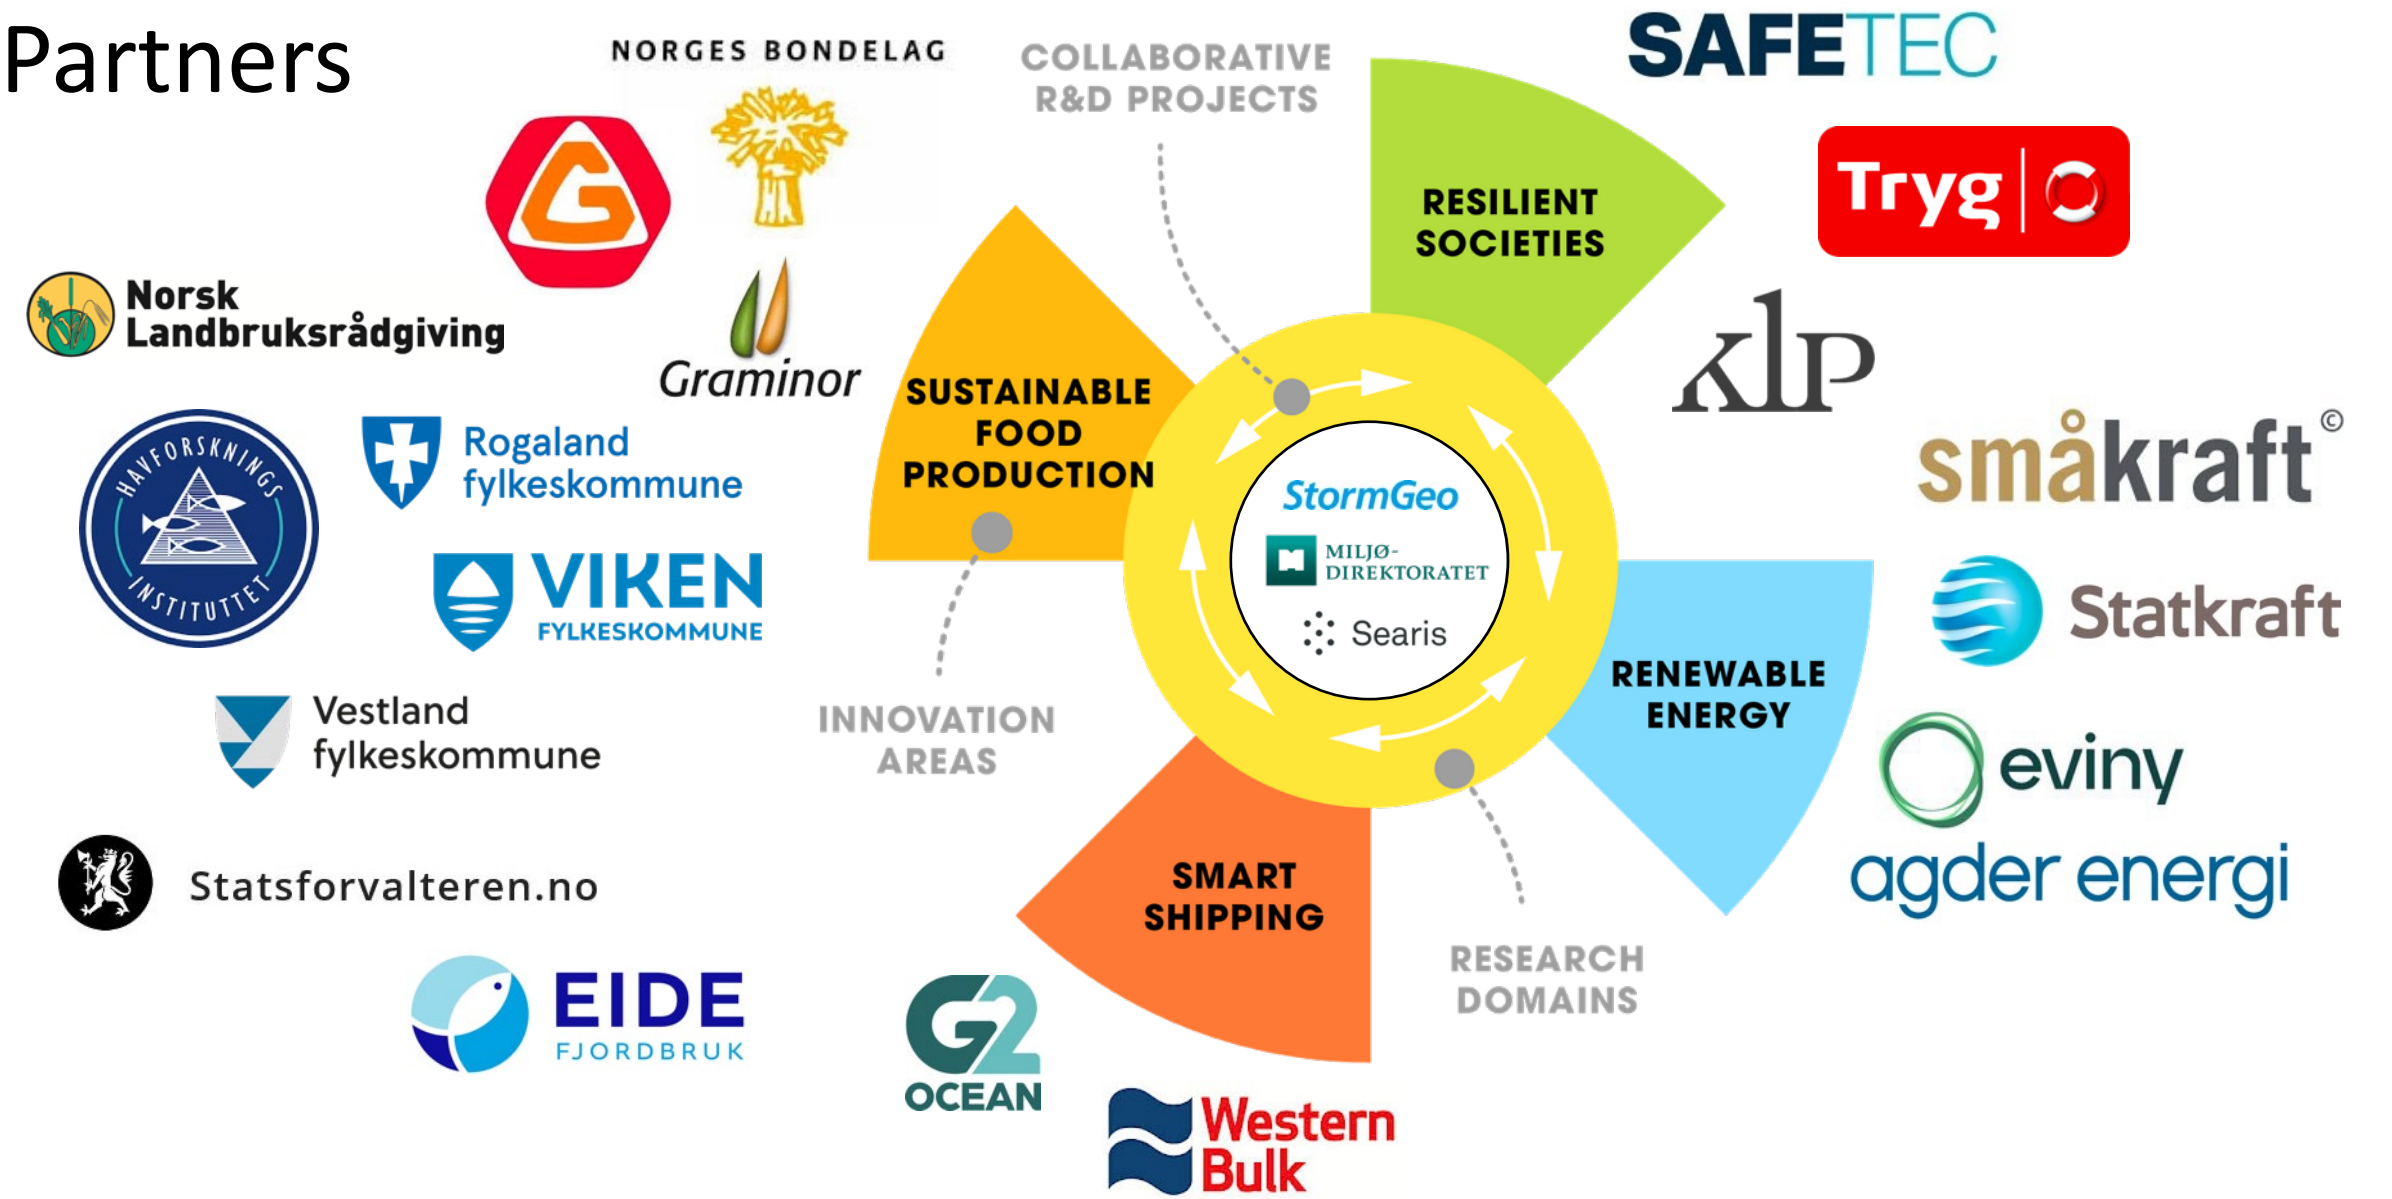 Partners
NORGES BONDELAG
COLLABORATIVE
R&D PROJECTS
SAFETEC
G
Tryg
RESILIENT
SOCIETIES
Norsk
Landbruksrådgiving
Graminor
KLP
SUSTAINABLE
FOOD
PRODUCTION
HAVFORSKNINGS
INSTITUTTET
Rogaland
fylkeskommune
småkraft©
StormGeo
MILJØ-
DIREKTORATET
Searis
VIKEN
FYLKESKOMMUNE
Statkraft
RENEWABLE
ENERGY
Vestland
fylkeskommune
INNOVATION
AREAS
eviny
Statsforvalteren.no
SMART
SHIPPING
agder energi
RESEARCH
DOMAINS
EIDE
FJORDBRUK
G2
OCEAN
Western
Bulk